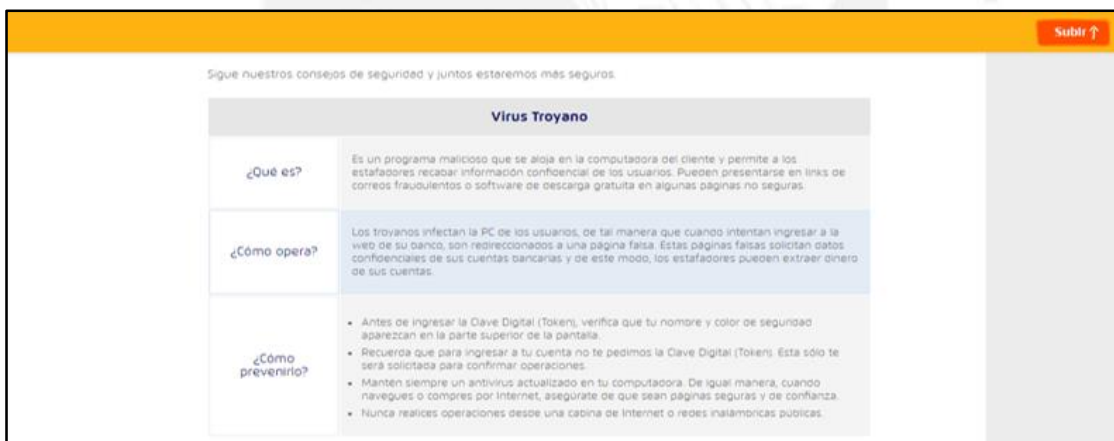 Subir ↑
Sigue nuestros consejos de seguridad y juntos estaremos más seguros.
Virus Troyano
¿Qué es?
Es un programa malicioso que se aloja en la computadora del cliente y permite a los
estafadores recabar información confidencial de los usuarios. Pueden presentarse en links de
correos fraudulentos o software de descarga gratuita en algunas páginas no seguras.
¿Cómo opera?
Los troyanos infectan la PC de los usuarios, de tal manera que cuando intentan ingresar a la
web de su banco, son redireccionados a una página falsa. Estas páginas falsas solicitan datos
confidenciales de sus cuentas bancarias y de este modo, los estafadores pueden extraer dinero
de sus cuentas.
¿Cómo
prevenirlo?
• Antes de ingresar la Clave Digital (Token), verifica que tu nombre y color de seguridad
aparezcan en la parte superior de la pantalla.
• Recuerda que para ingresar a tu cuenta no te pedimos la Clave Digital (Token). Esta sólo te
será solicitada para confirmar operaciones.
• Mantén siempre un antivirus actualizado en tu computadora. De igual manera, cuando
navegues o compres por Internet, asegúrate de que sean páginas seguras y de confianza.
• Nunca realices operaciones desde una cabina de Internet o redes inalámbricas públicas.